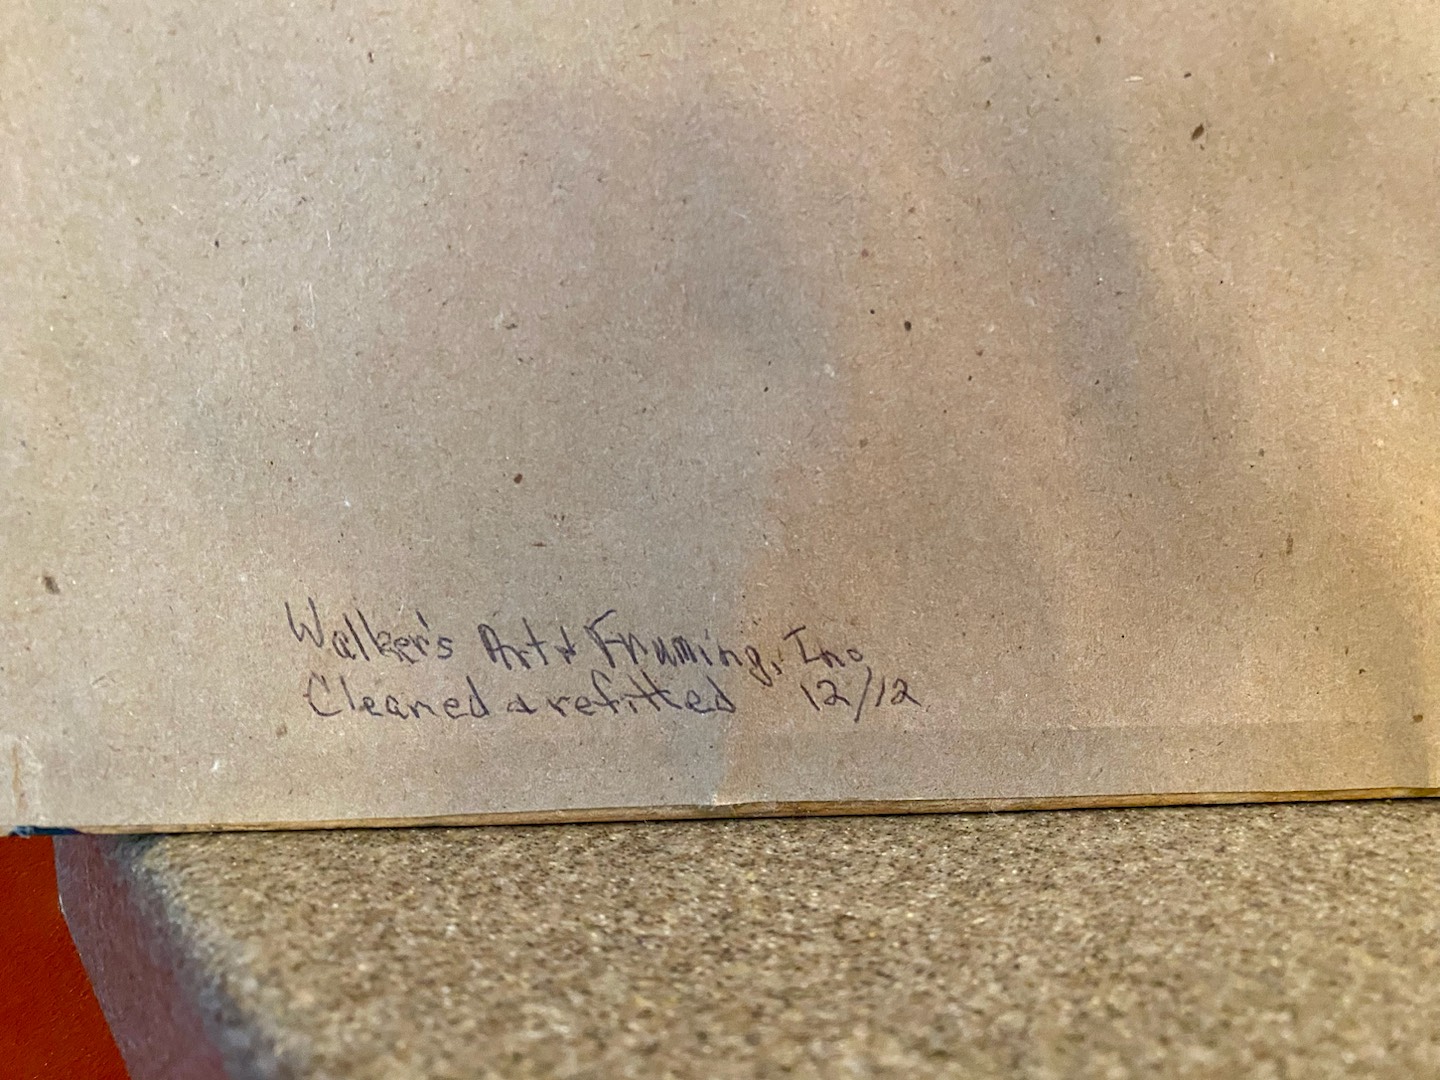 Walker's Art & Framing, Inc
Cleaned & refitted 12/12